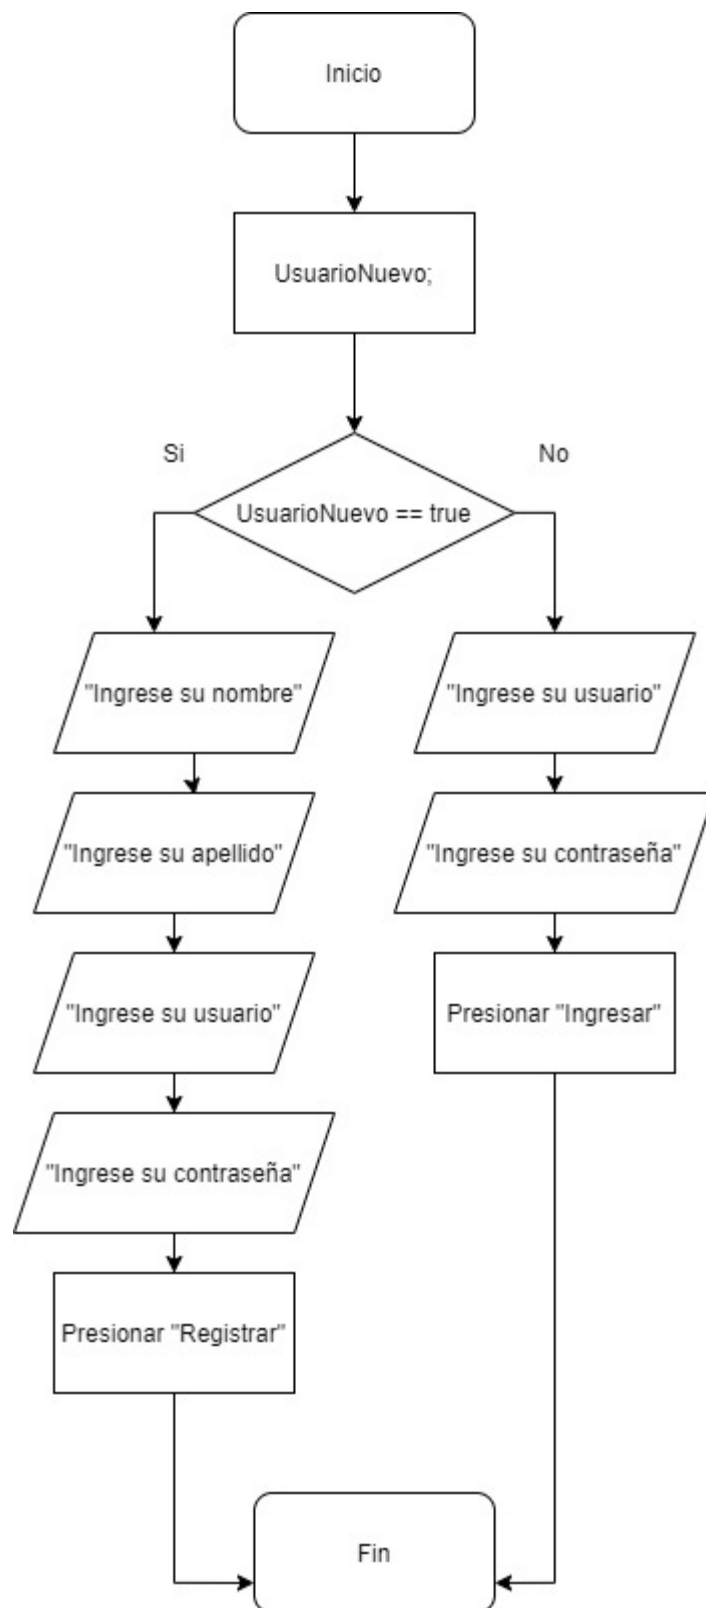 Inicio
UsuarioNuevo;
Si
No
UsuarioNuevo == true
"Ingrese su nombre"
"Ingrese su usuario"
"Ingrese su apellido"
"Ingrese su contraseña"
"Ingrese su usuario"
Presionar "Ingresar"
"Ingrese su contraseña"
Presionar "Registrar"
Fin